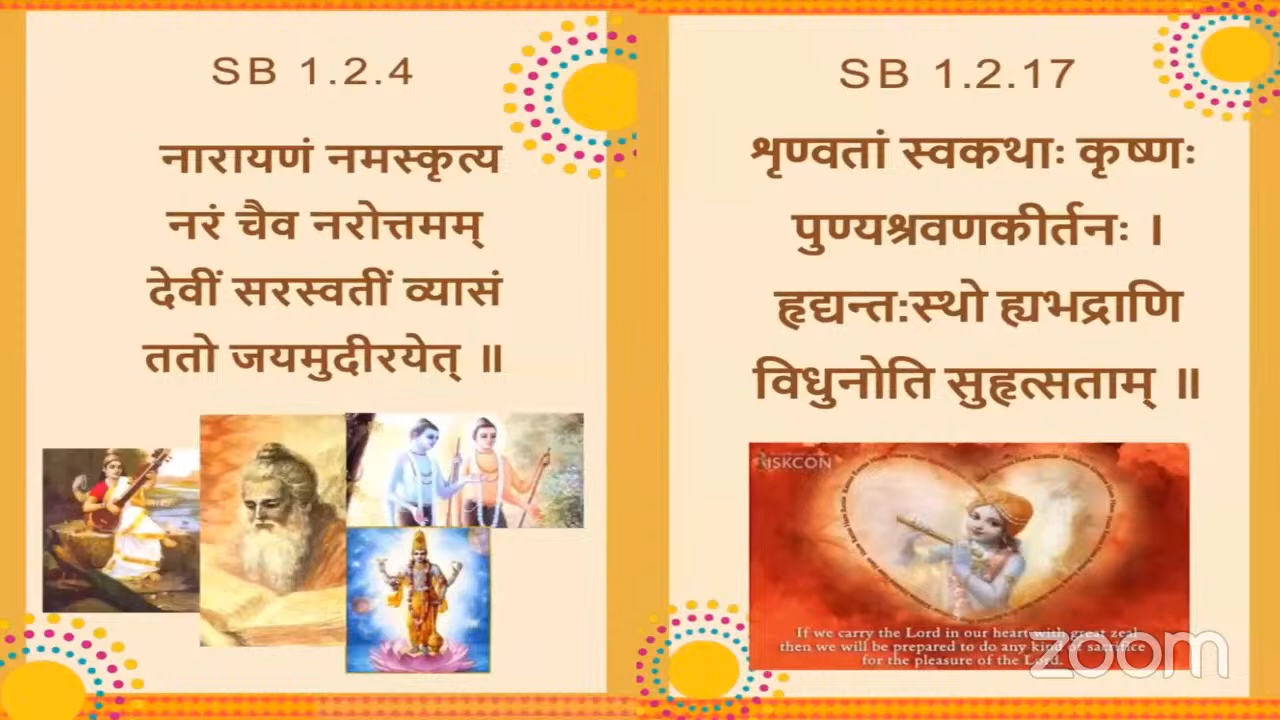 SB 1.2.4
नारायणं नमस्कृत्य
नरं चैव नरोत्तमम्
देवीं सरस्वतीं व्यासं
ततो जयमुदीरयेत् ॥
SB 1.2.17
शृण्वतां स्वकथाः कृष्णः
पुण्यश्रवणकीर्तनः ।
हृद्यन्तःस्थो ह्यभद्राणि
विधुनोति सुहृत्सताम् ॥
ISKCON
If we carry the Lord in our heart with great zeal
then we will be prepared to do any kind of sacrifice
for the pleasure of the Lord.
zoom